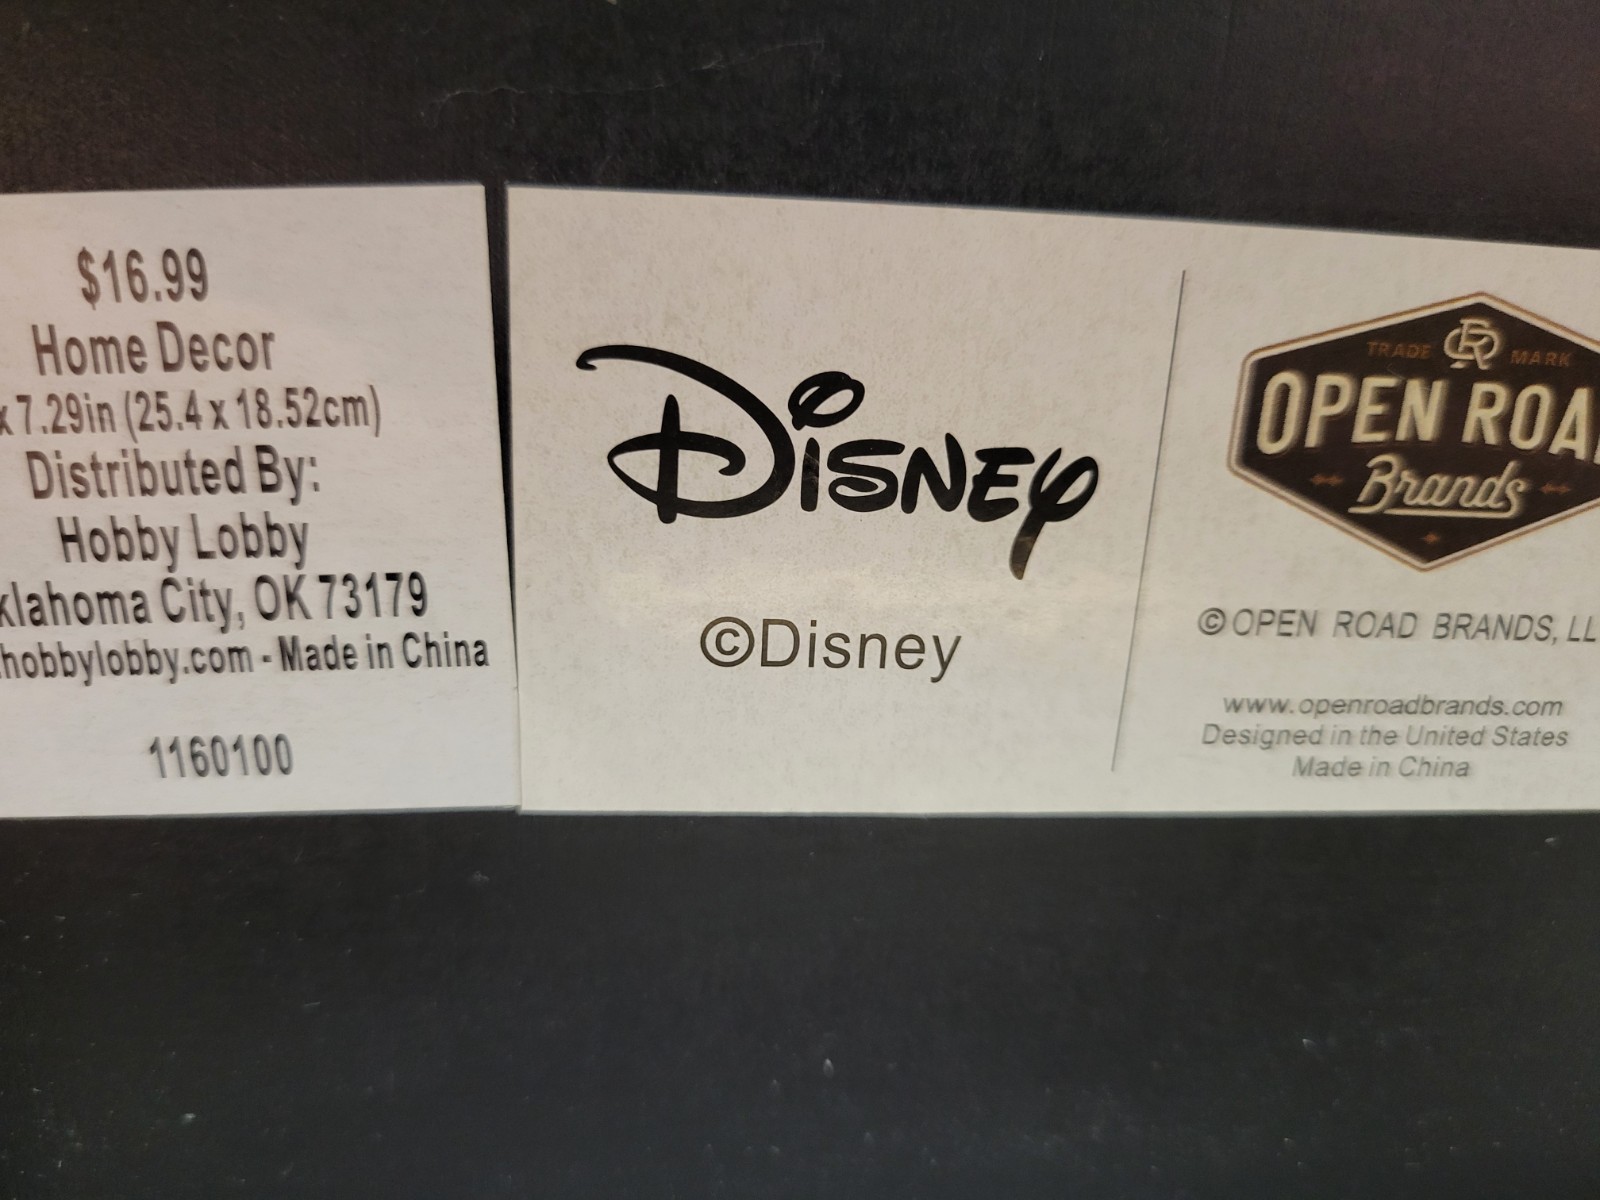 $16.99
Home Decor
x 7.29in (25.4 x 18.52cm)
Distributed By:
Hobby Lobby
klahoma City, OK 73179
hobbylobby.com - Made in China
1160100
Disney
©Disney
TRADE MARK
OPEN ROA
Brands
© OPEN ROAD BRANDS, LL
www.openroadbrands.com
Designed in the United States
Made in China